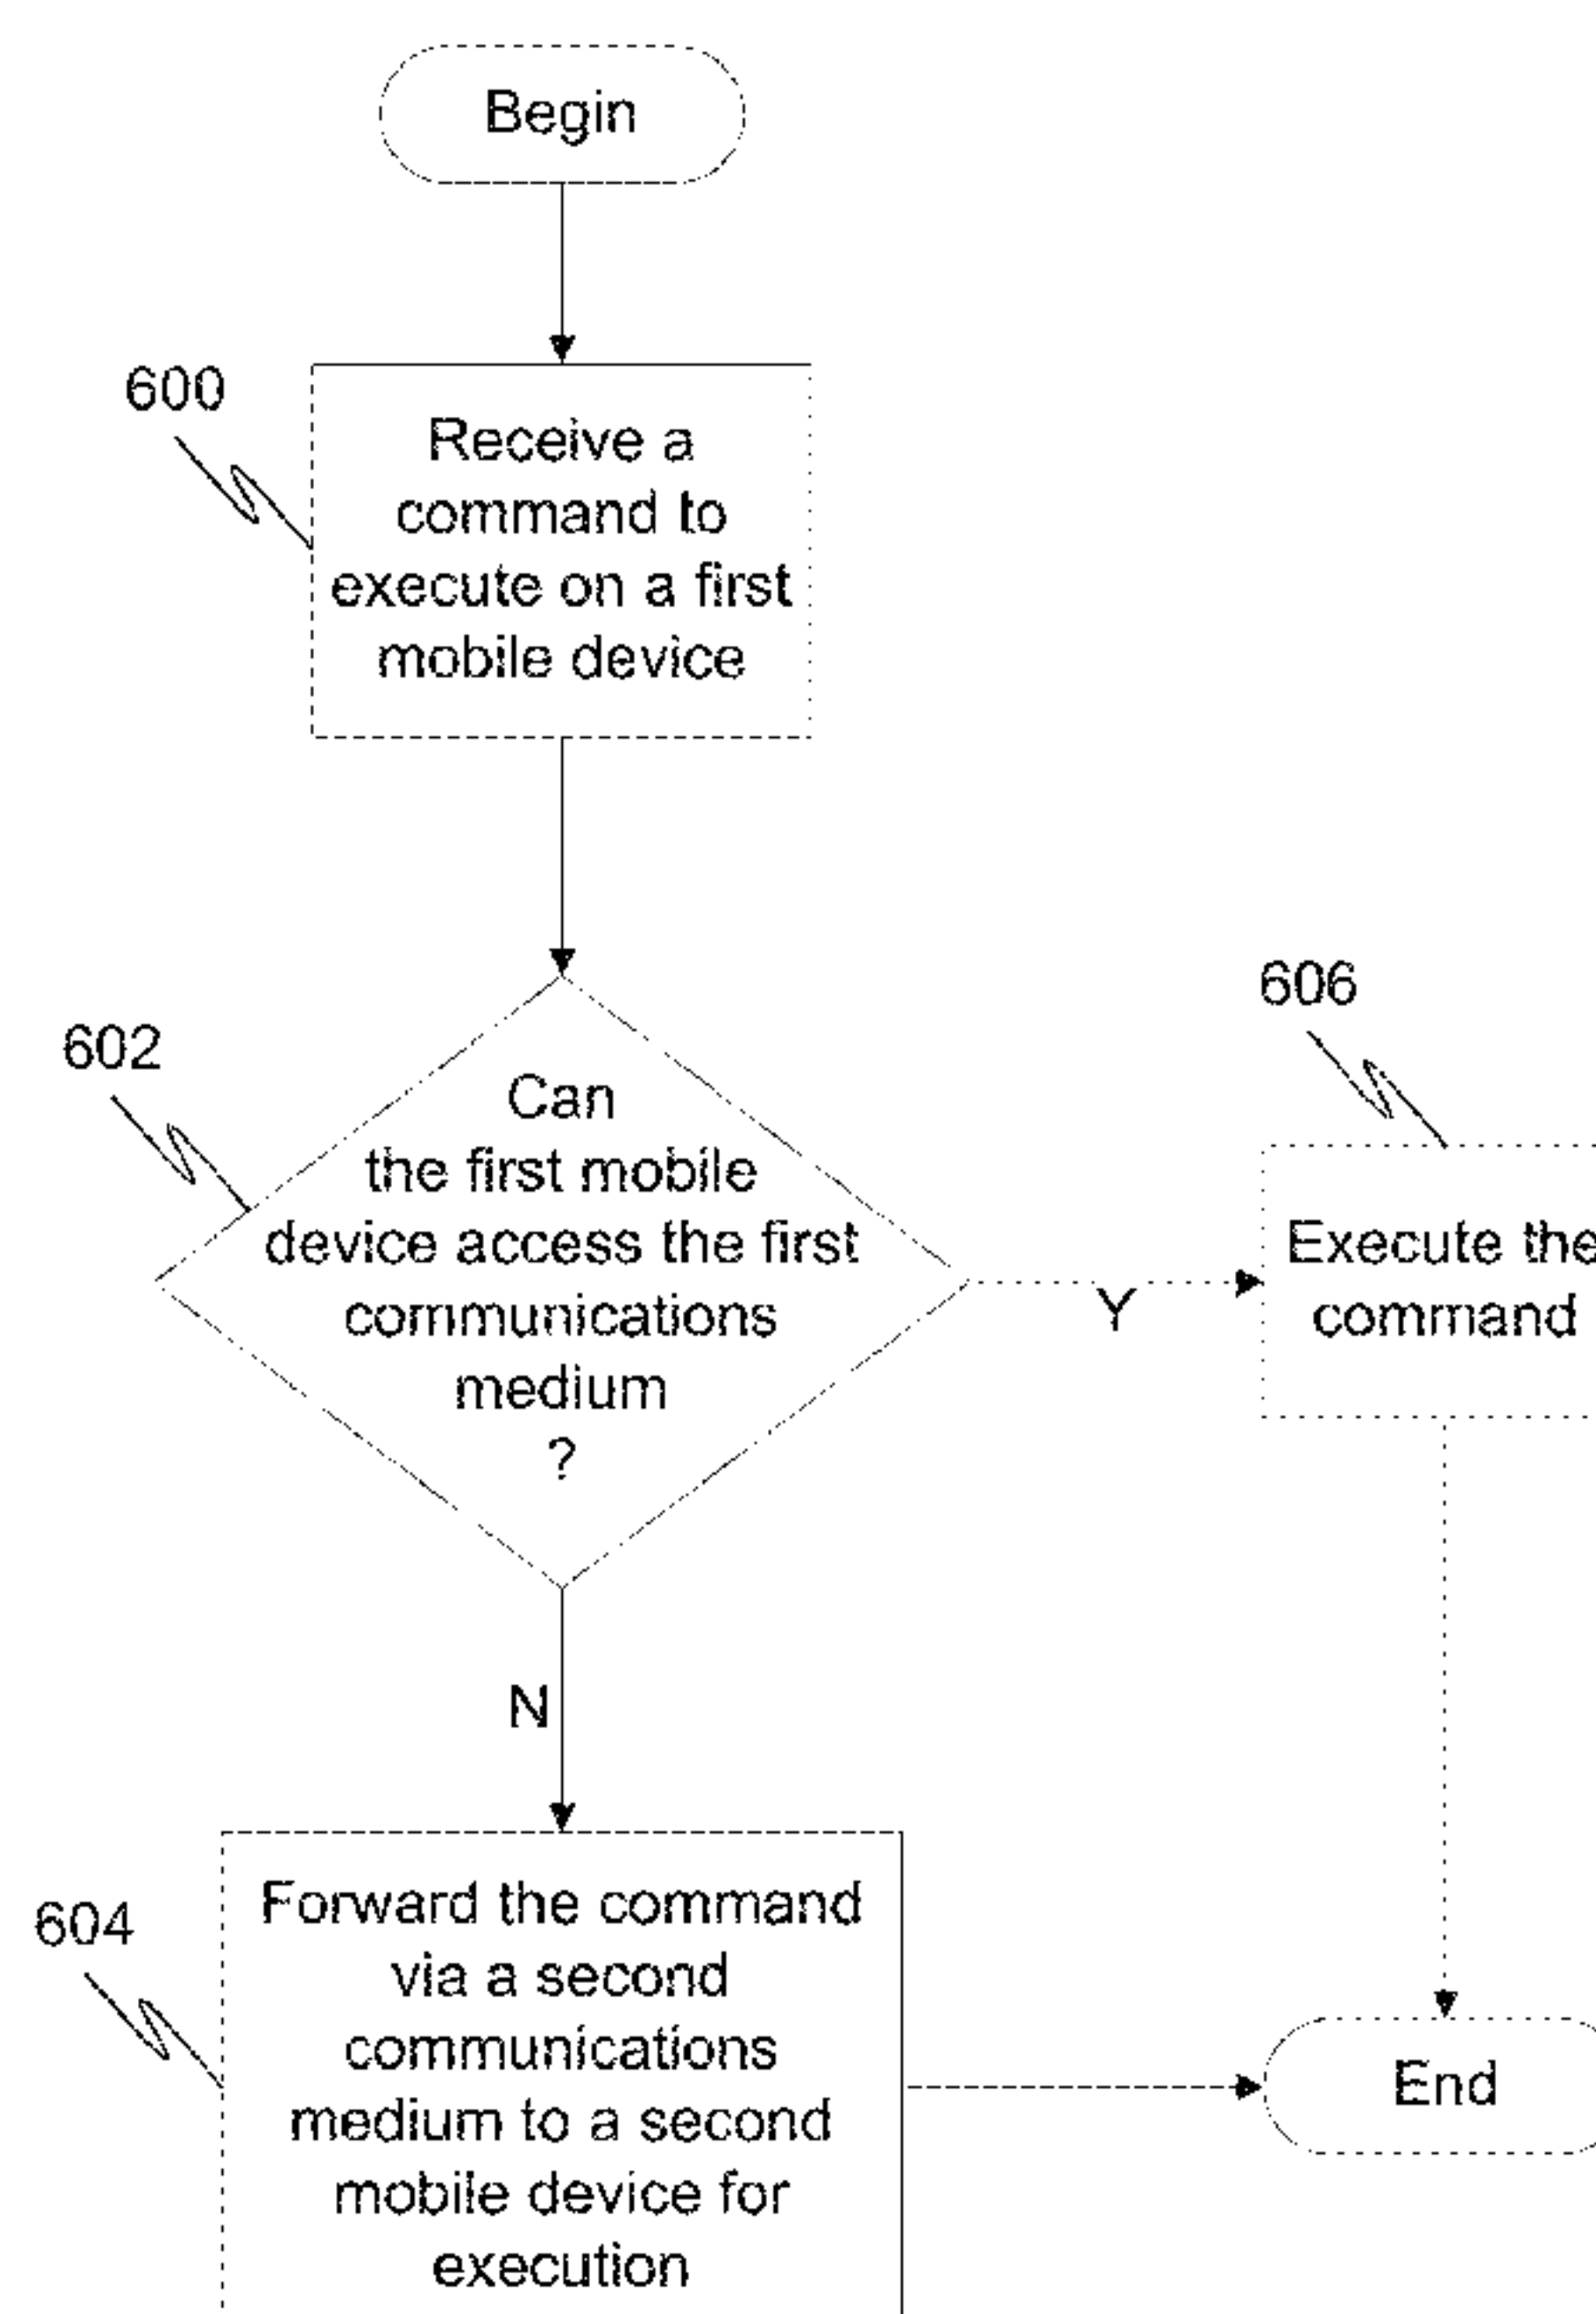 Begin
600
Receive a
command to
execute on a first
mobile device
602
Can
the first mobile
device access the first
communications
medium
?
Y
606
Execute the
command
N
604
Forward the command
via a second
communications
medium to a second
mobile device for
execution
End